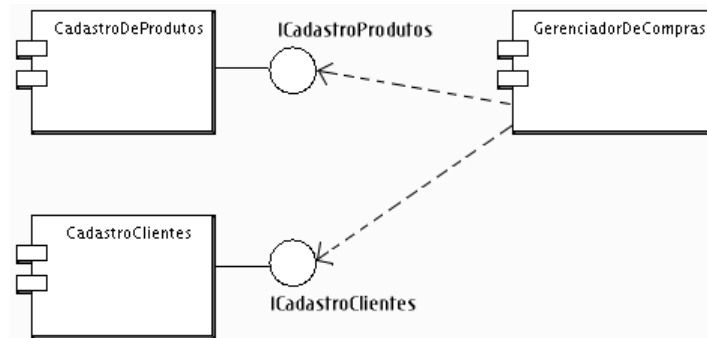 CadastroDeProdutos
ICadastroProdutos
GerenciadorDeCompras
CadastroClientes
ICadastroClientes